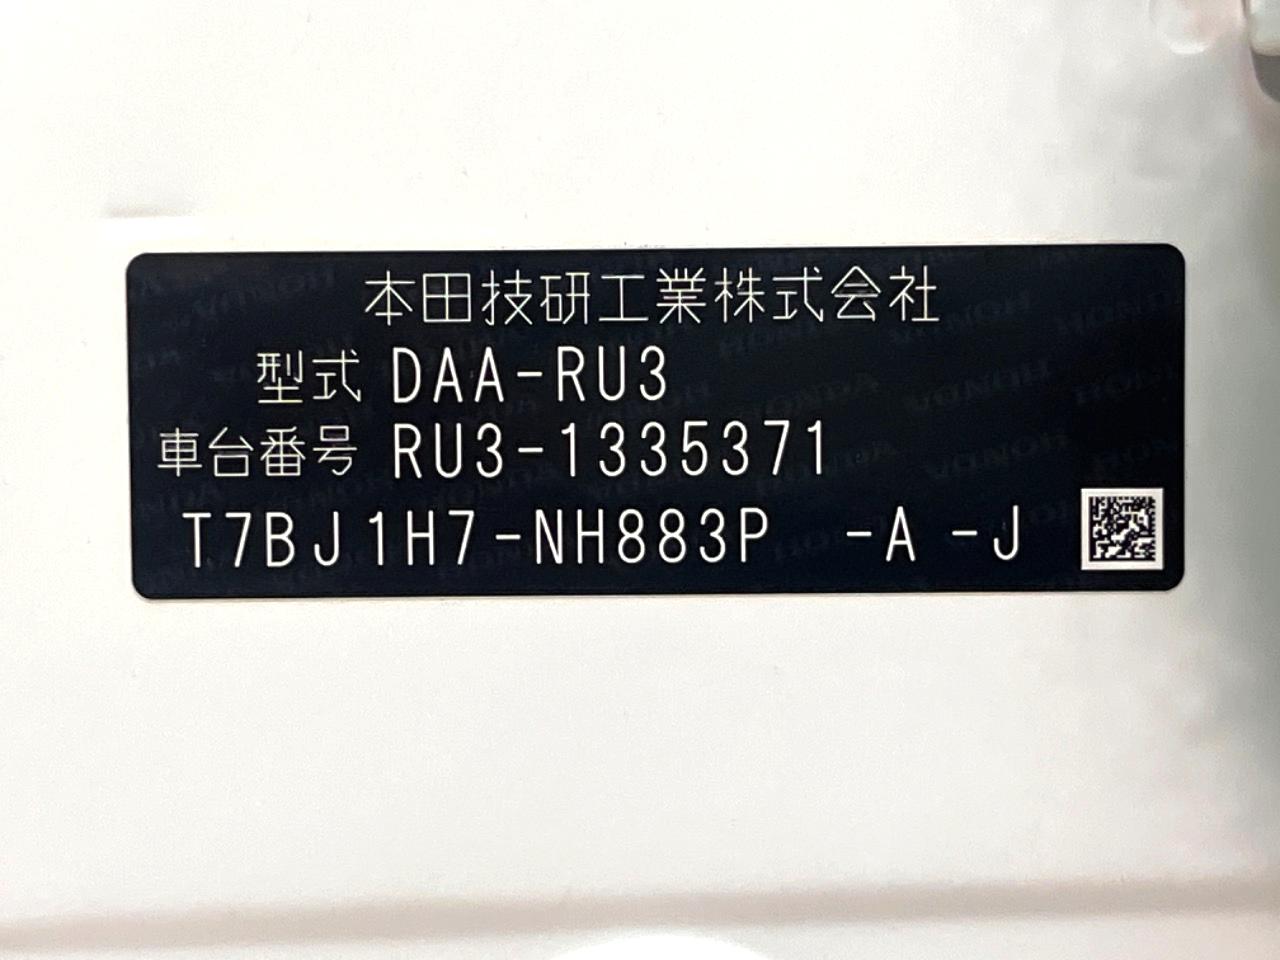 本田技研工業株式会社
型式 DAA-RU3
車台番号 RU3-1335371
T7BJ1H7-NH883P -A -J